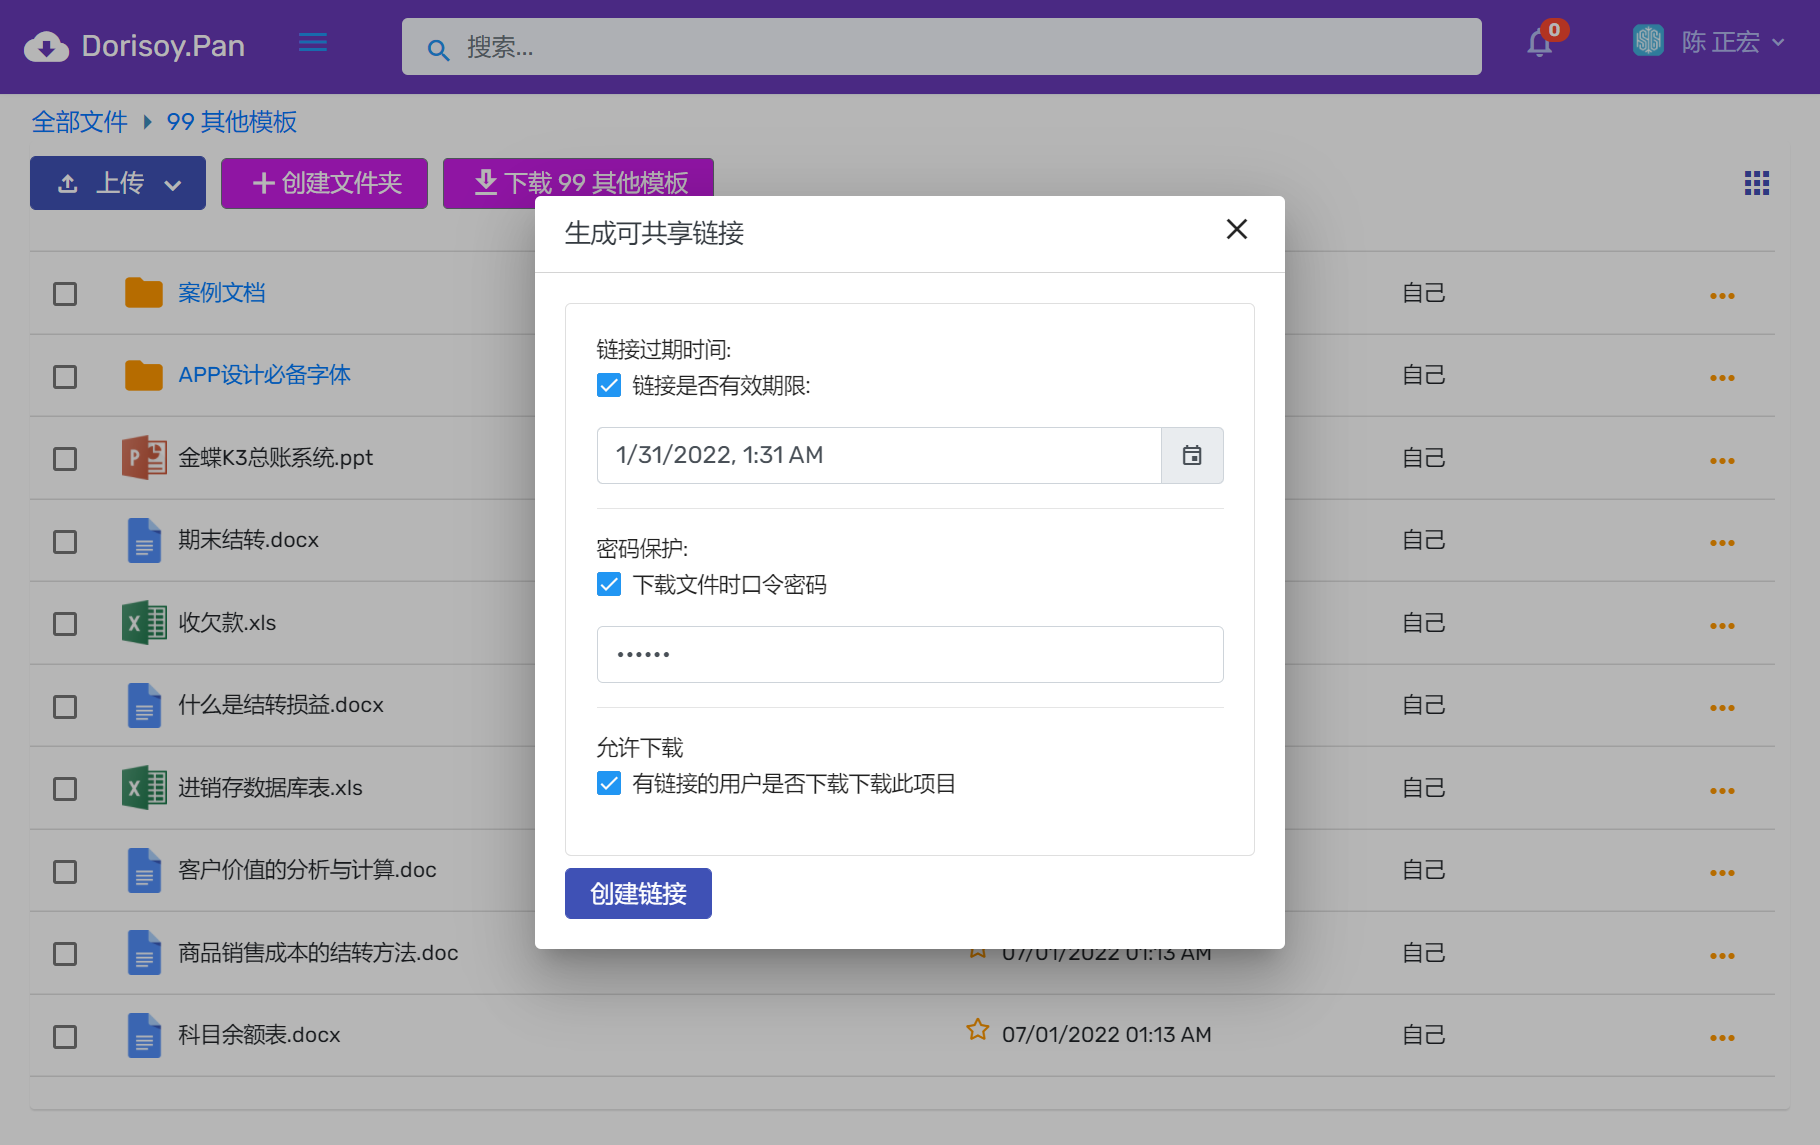 Dorisoy.Pan
搜索...
0
陈 正宏
全部文件
99 其他模板
上传
创建文件夹
下载 99 其他模板
生成可共享链接
案例文档
自己
链接过期时间:
链接是否有效期限:
APP设计必备字体
自己
金蝶K3总账系统.ppt
1/31/2022, 1:31 AM
自己
期末结转.docx
密码保护:
自己
下载文件时口令密码
收欠款.xls
自己
••••••
什么是结转损益.docx
自己
允许下载
有链接的用户是否下载下载此项目
进销存数据库表.xls
自己
客户价值的分析与计算.doc
自己
创建链接
商品销售成本的结转方法.doc
07/01/2022 01:13 AM
自己
科目余额表.docx
07/01/2022 01:13 AM
自己